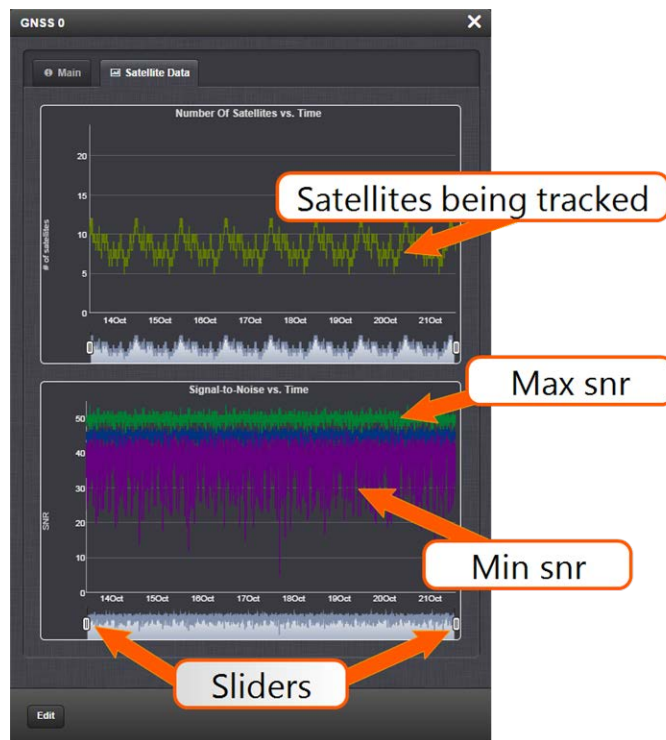 GNSS 0
Main
Satellite Data
Number Of Satellites vs. Time
# of satellites
20
15
10
5
0
14Oct 15Oct 16Oct 17Oct 18Oct 19Oct 20Oct 21Oct
Satellites being tracked
Signal-to-Noise vs. Time
SNR
50
40
30
20
10
0
14Oct 15Oct 16Oct 17Oct 18Oct 19Oct 20Oct 21Oct
Max snr
Min snr
Sliders
Edit